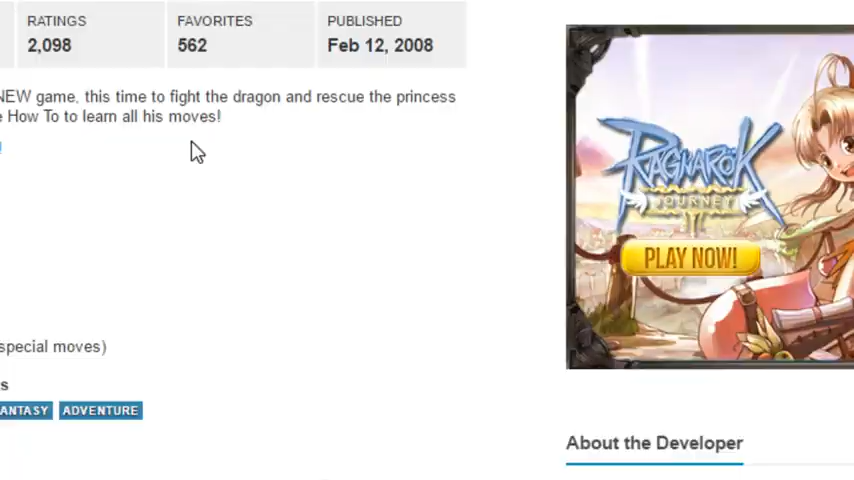 RATINGS
FAVORITES
PUBLISHED
2,098
562
Feb 12, 2008
NEW game, this time to fight the dragon and rescue the princess
e How To to learn all his moves!
special moves)
s
ANTASY
ADVENTURE
RAGNARÖK
JOURNEY
PLAY NOW!
About the Developer